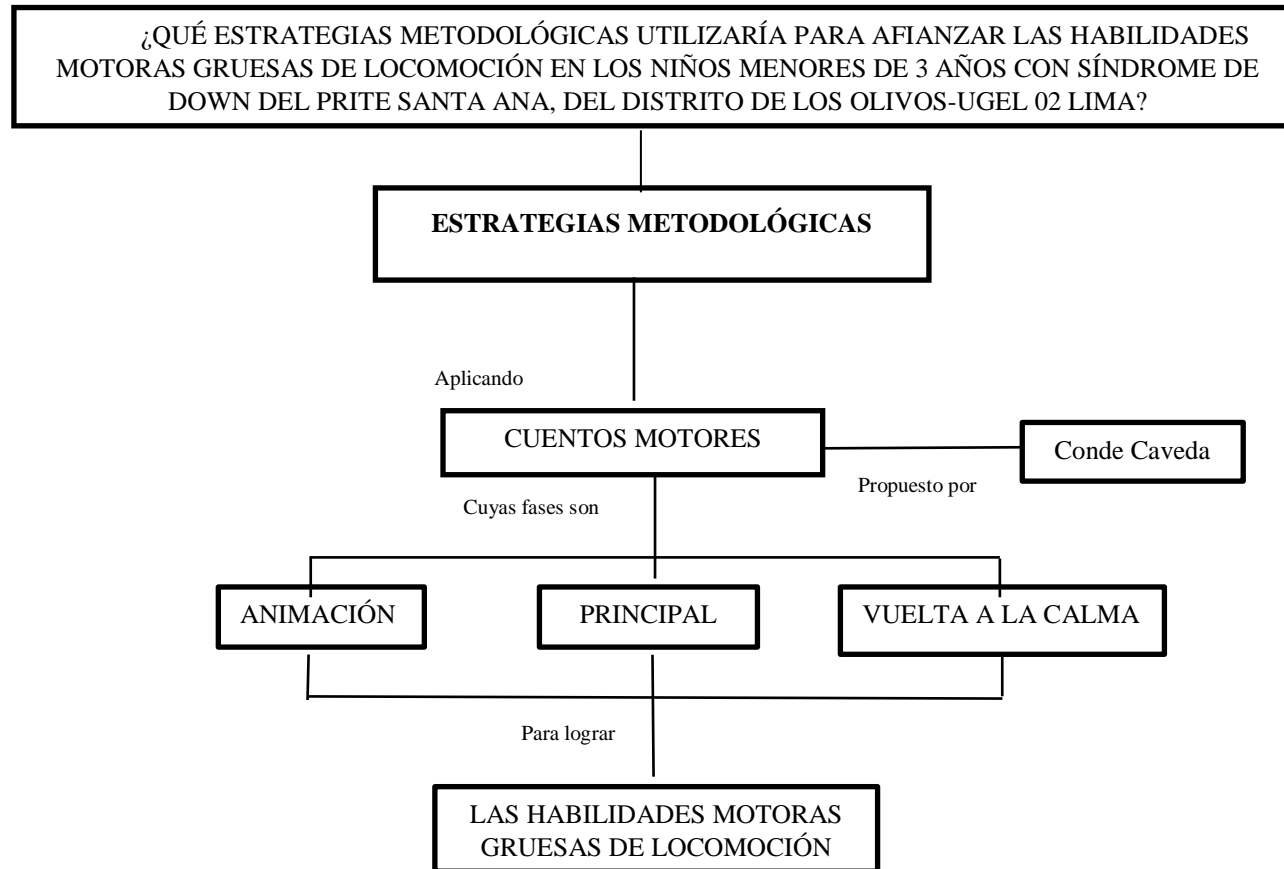 ¿QUÉ ESTRATEGIAS METODOLÓGICAS UTILIZARÍA PARA AFIANZAR LAS HABILIDADES
MOTORAS GRUESAS DE LOCOMOCIÓN EN LOS NIÑOS MENORES DE 3 AÑOS CON SÍNDROME DE
DOWN DEL PRITE SANTA ANA, DEL DISTRITO DE LOS OLIVOS-UGEL 02 LIMA?
ESTRATEGIAS METODOLÓGICAS
Aplicando
CUENTOS MOTORES
Conde Caveda
Propuesto por
Cuyas fases son
ANIMACIÓN
PRINCIPAL
VUELTA A LA CALMA
Para lograr
LAS HABILIDADES MOTORAS
GRUESAS DE LOCOMOCIÓN